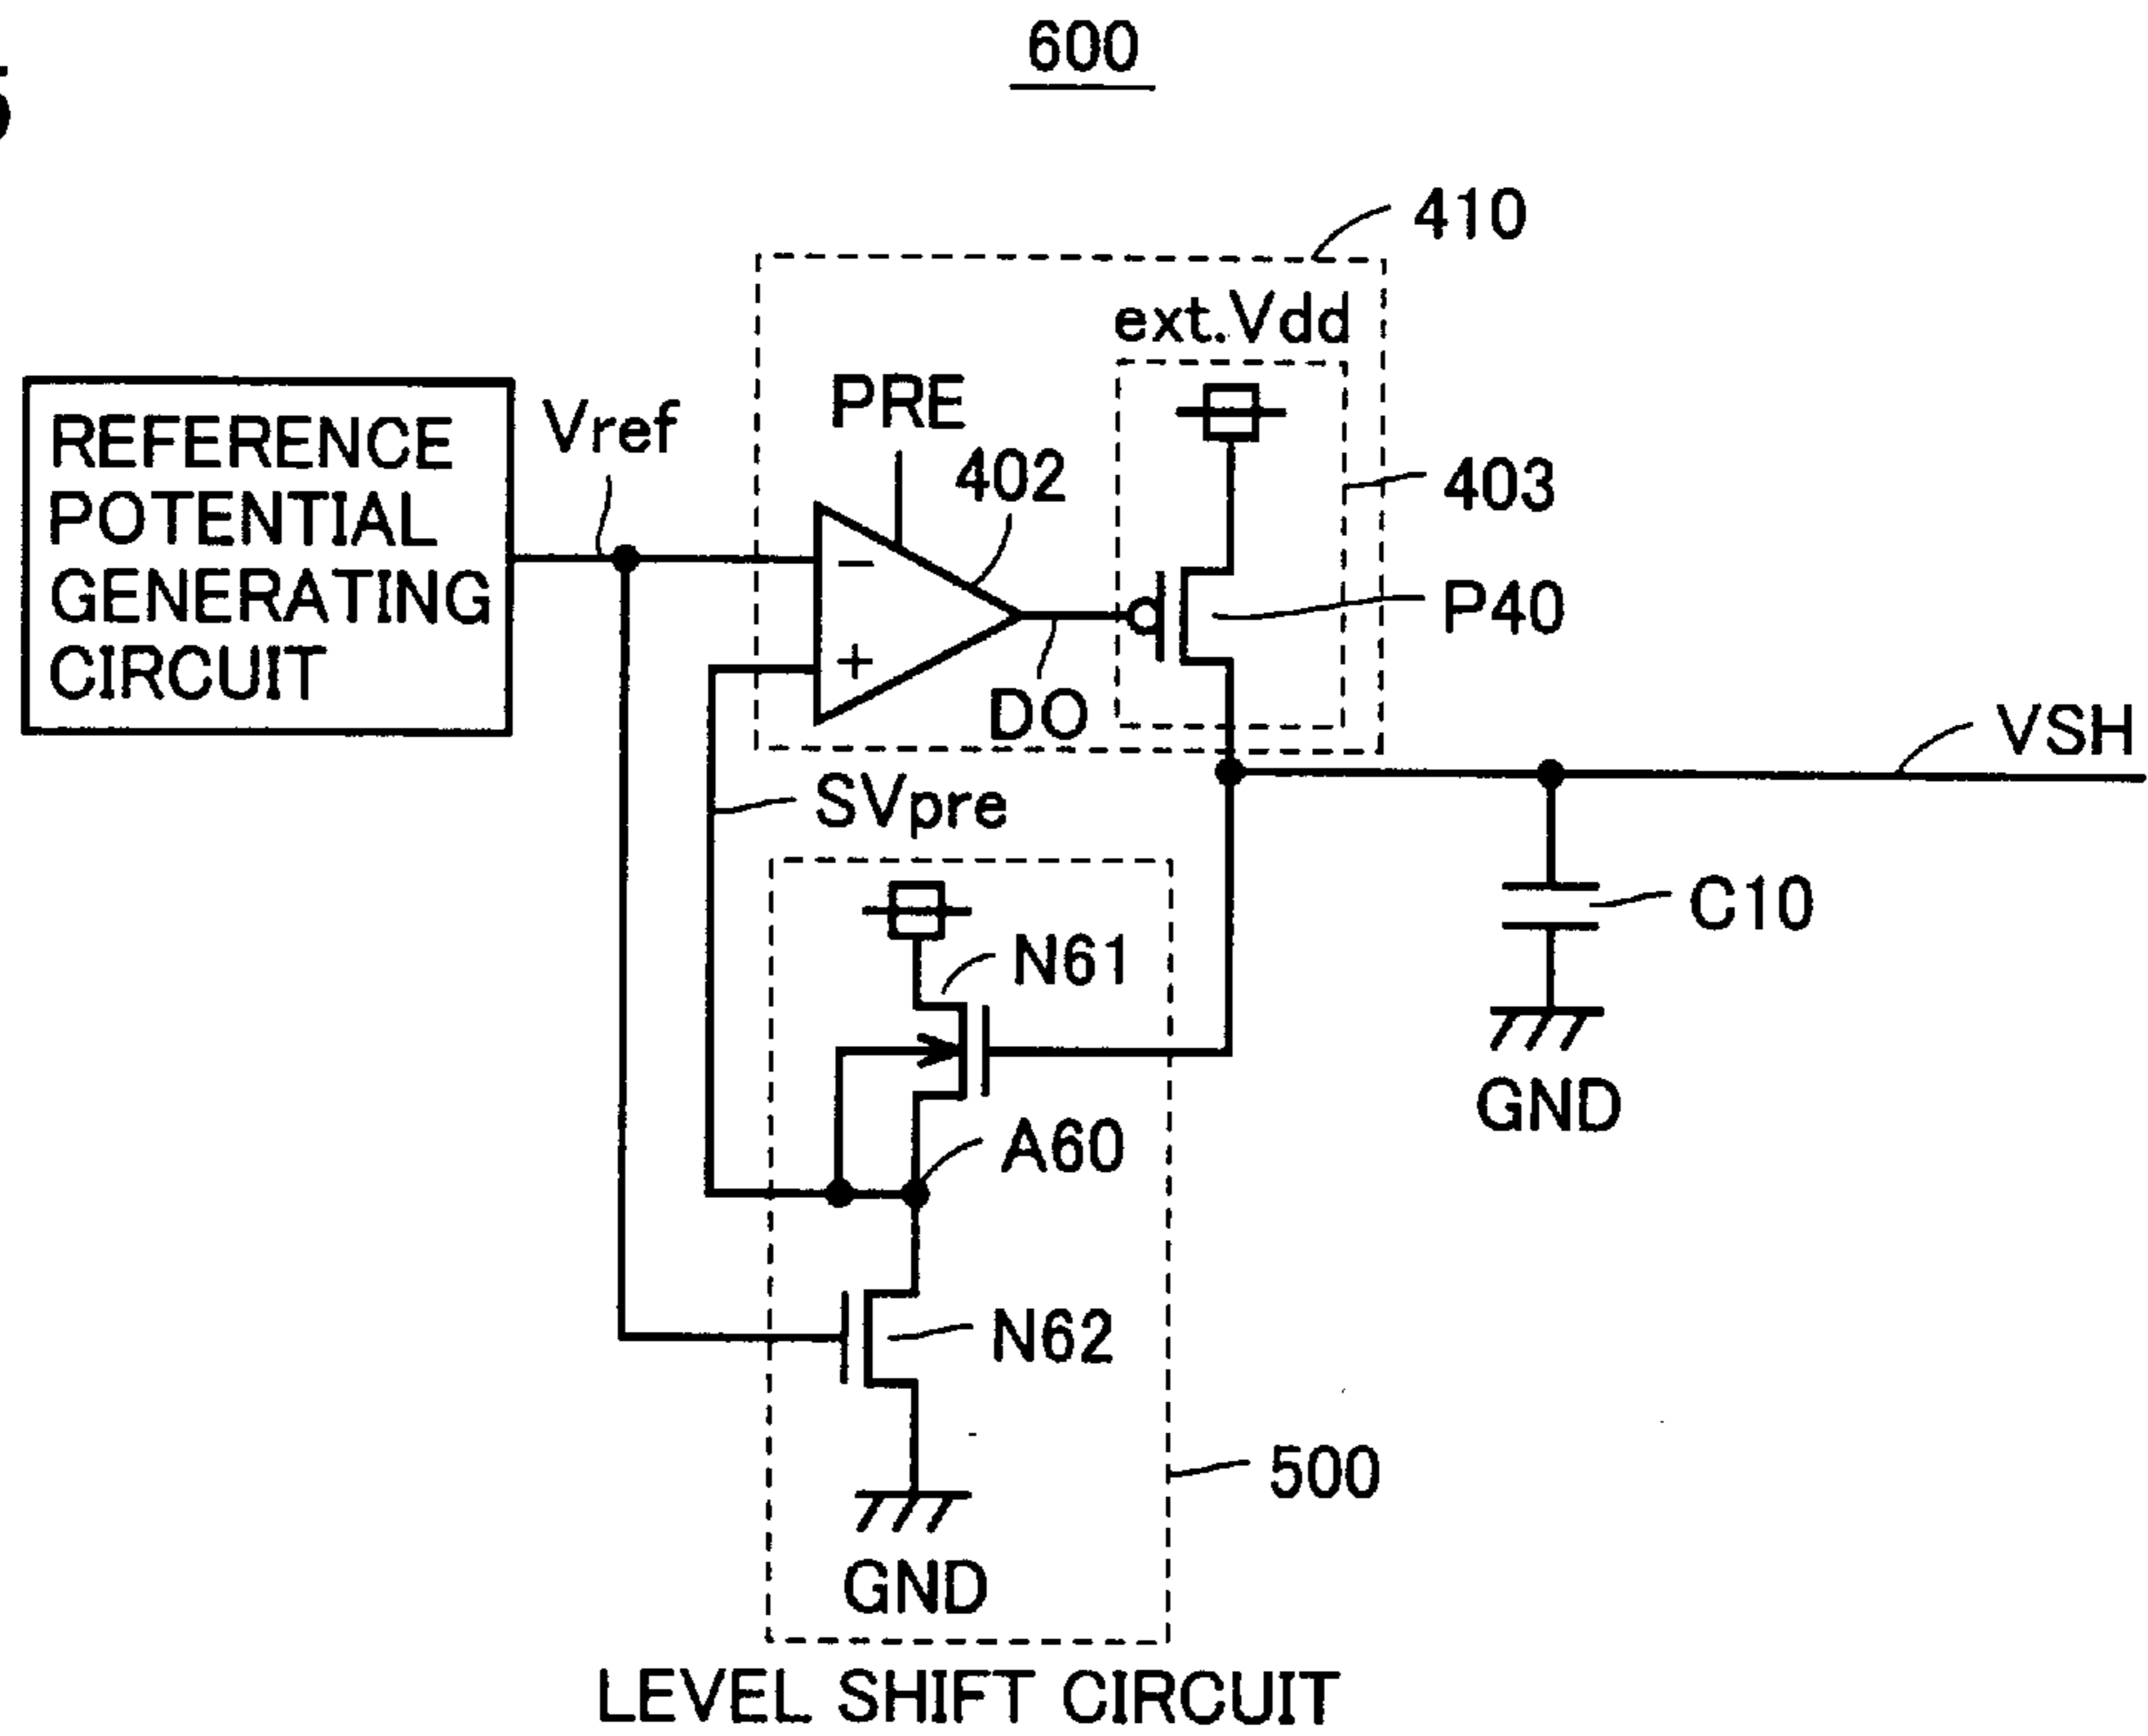 600
410
ext.Vdd
PRE
Vref
402
403
REFERENCE
POTENTIAL
GENERATING
CIRCUIT
−
+
P40
DO
VSH
SVpre
C10
N61
GND
A60
N62
500
GND
LEVEL SHIFT CIRCUIT